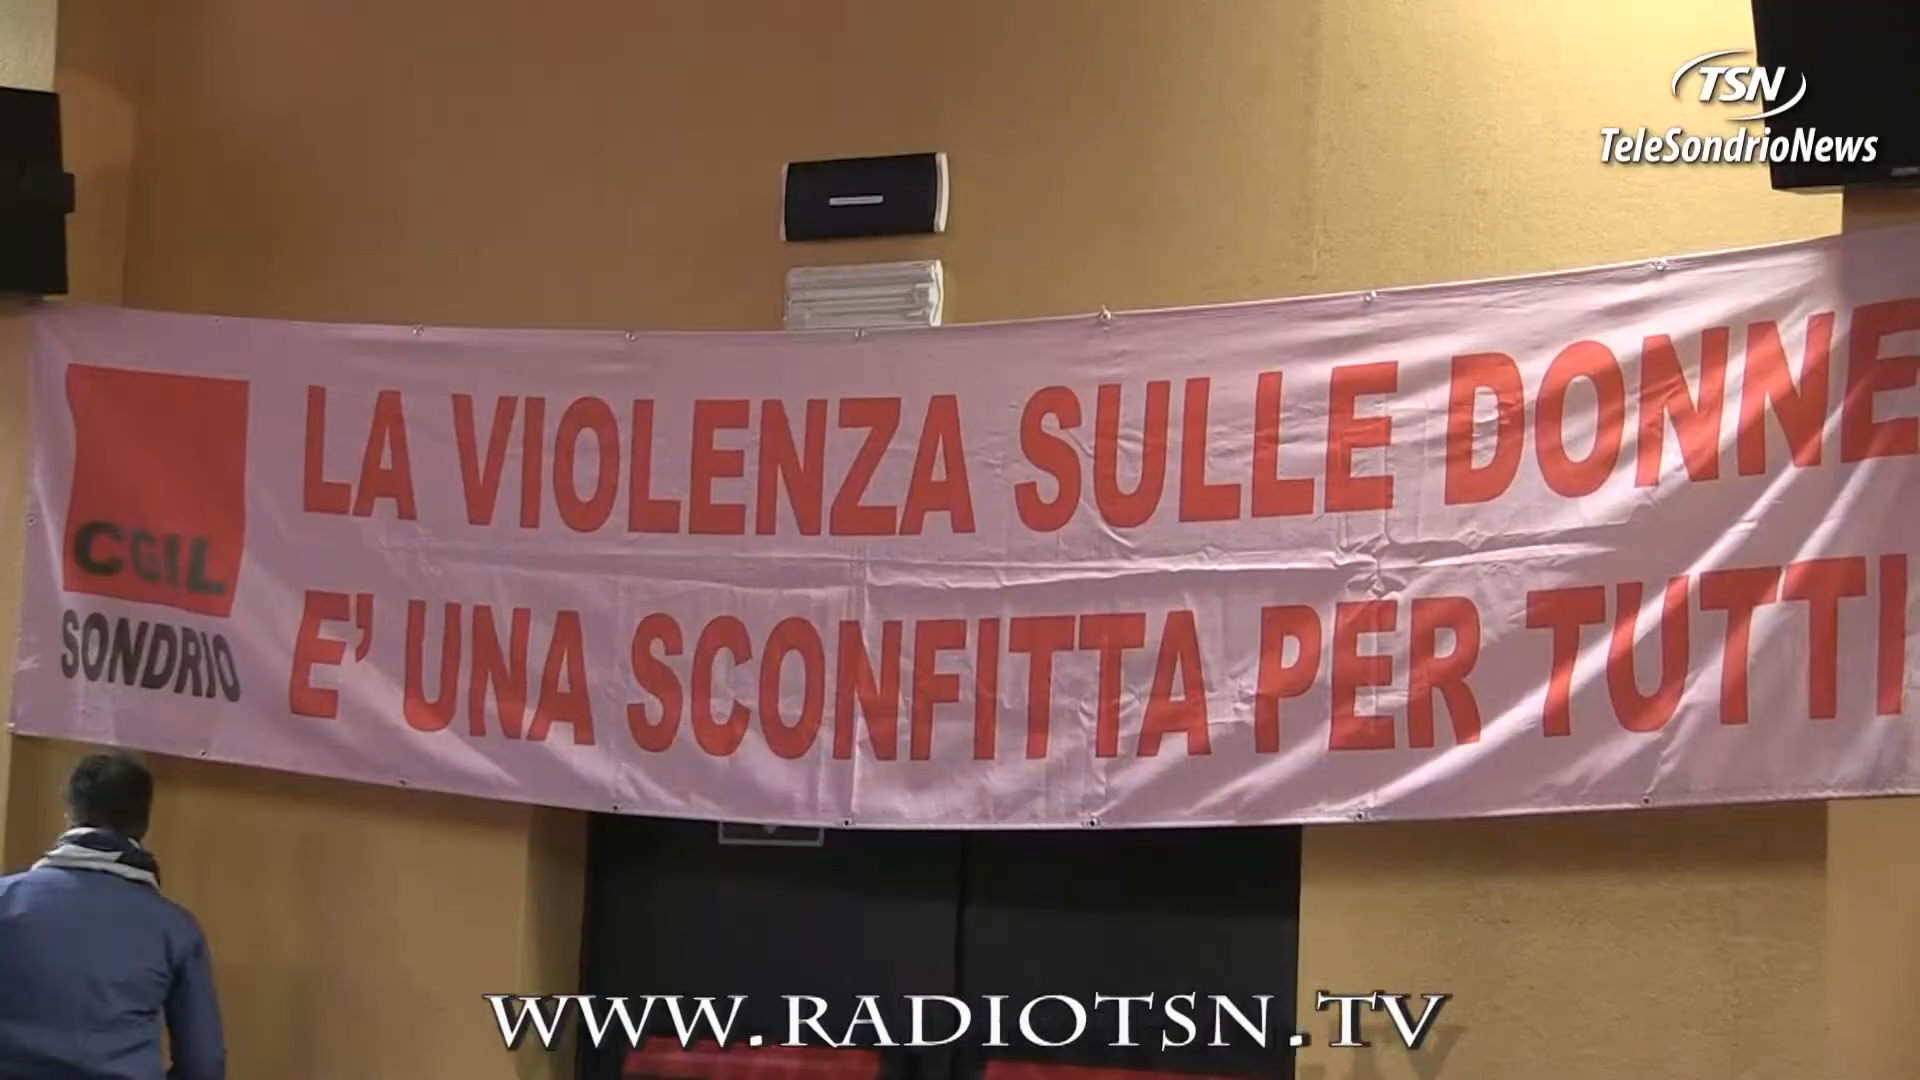 TSN
TeleSondrioNews
LA VIOLENZA SULLE DONNE
E' UNA SCONFITTA PER TUTTI
CGIL
SONDRIO
WWW.RADIOTSN.TV